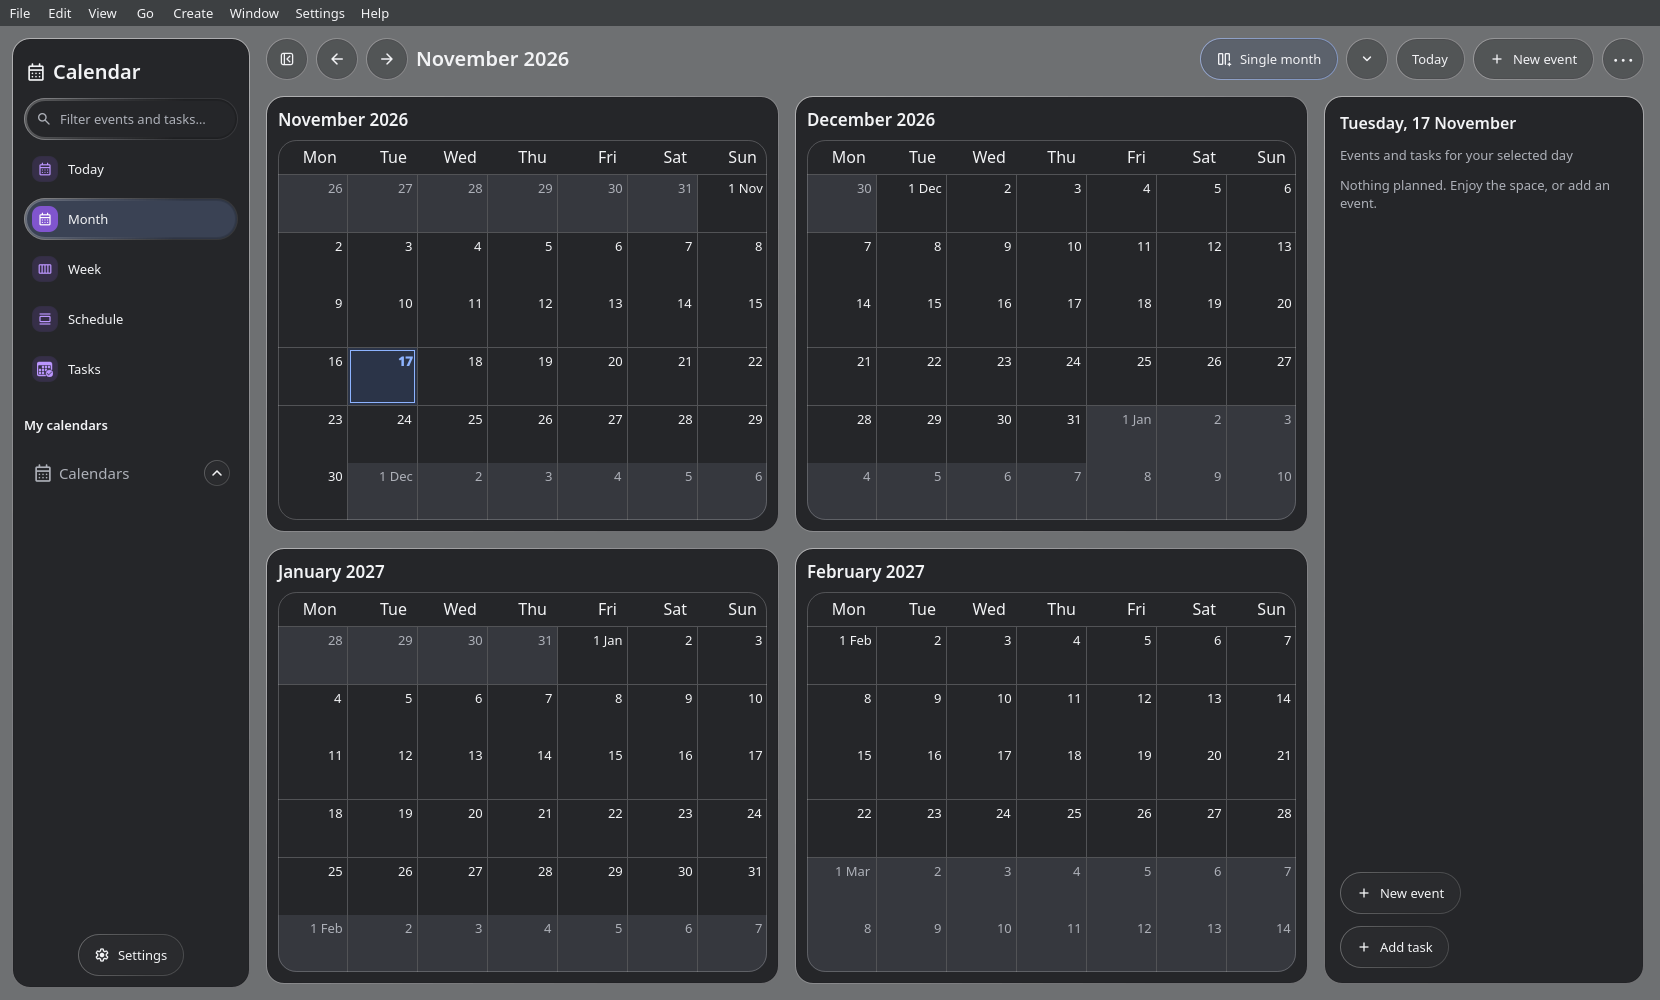 File Edit View Go Create Window Settings Help
Calendar
Filter events and tasks...
Today
Month
Week
Schedule
Tasks
My calendars
Calendars
Settings
November 2026
Single month
Today
New event
November 2026
Mon Tue Wed Thu Fri Sat Sun
26 27 28 29 30 31 1 Nov
2 3 4 5 6 7 8
9 10 11 12 13 14 15
16 17 18 19 20 21 22
23 24 25 26 27 28 29
30 1 Dec 2 3 4 5 6
December 2026
Mon Tue Wed Thu Fri Sat Sun
30 1 Dec 2 3 4 5 6
7 8 9 10 11 12 13
14 15 16 17 18 19 20
21 22 23 24 25 26 27
28 29 30 31 1 Jan 2 3
4 5 6 7 8 9 10
January 2027
Mon Tue Wed Thu Fri Sat Sun
28 29 30 31 1 Jan 2 3
4 5 6 7 8 9 10
11 12 13 14 15 16 17
18 19 20 21 22 23 24
25 26 27 28 29 30 31
1 Feb 2 3 4 5 6 7
February 2027
Mon Tue Wed Thu Fri Sat Sun
1 Feb 2 3 4 5 6 7
8 9 10 11 12 13 14
15 16 17 18 19 20 21
22 23 24 25 26 27 28
1 Mar 2 3 4 5 6 7
8 9 10 11 12 13 14
Tuesday, 17 November
Events and tasks for your selected day
Nothing planned. Enjoy the space, or add an
event.
New event
Add task